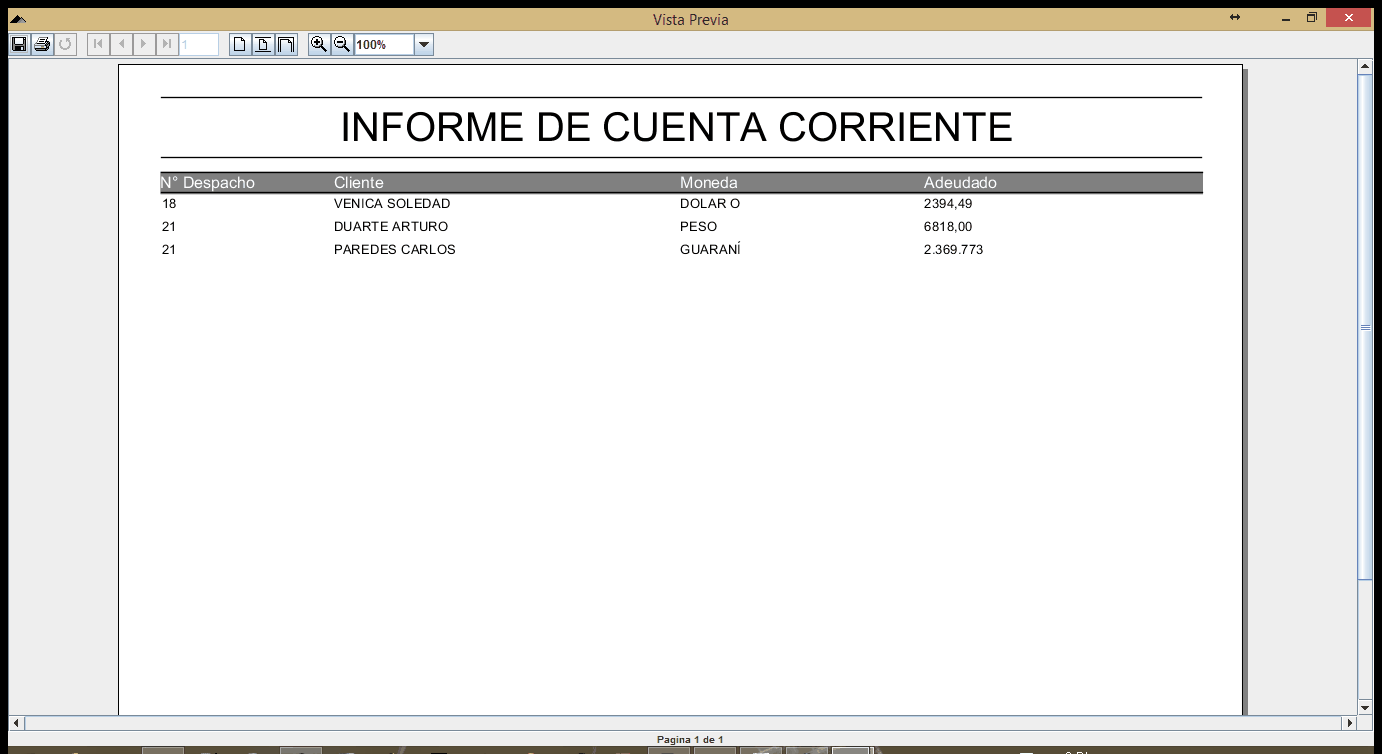 Vista Previa
1
100%
INFORME DE CUENTA CORRIENTE
N° Despacho Cliente Moneda Adeudado
18 VENICA SOLEDAD DOLAR O 2394,49
21 DUARTE ARTURO PESO 6818,00
21 PAREDES CARLOS GUARANÍ 2.369.773
Pagina 1 de 1